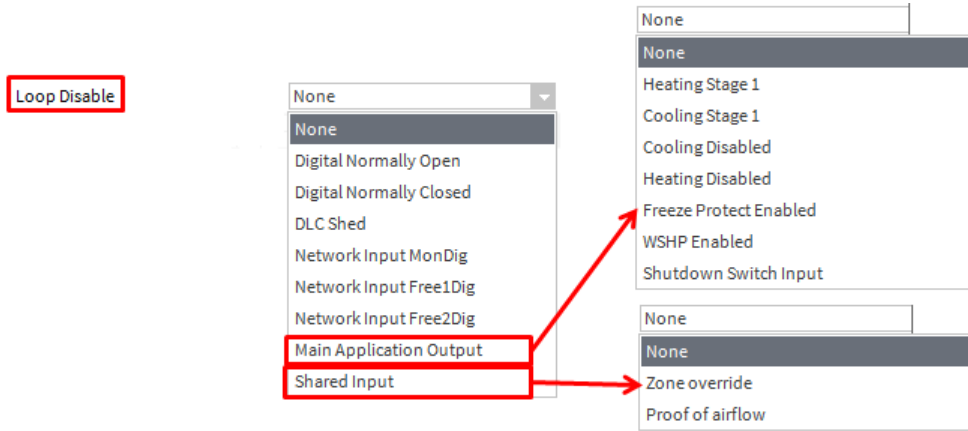 Loop Disable
None
None
Digital Normally Open
Digital Normally Closed
DLC Shed
Network Input MonDig
Network Input Free1Dig
Network Input Free2Dig
Main Application Output
Shared Input
None
None
Heating Stage 1
Cooling Stage 1
Cooling Disabled
Heating Disabled
Freeze Protect Enabled
WSHP Enabled
Shutdown Switch Input
None
None
Zone override
Proof of airflow